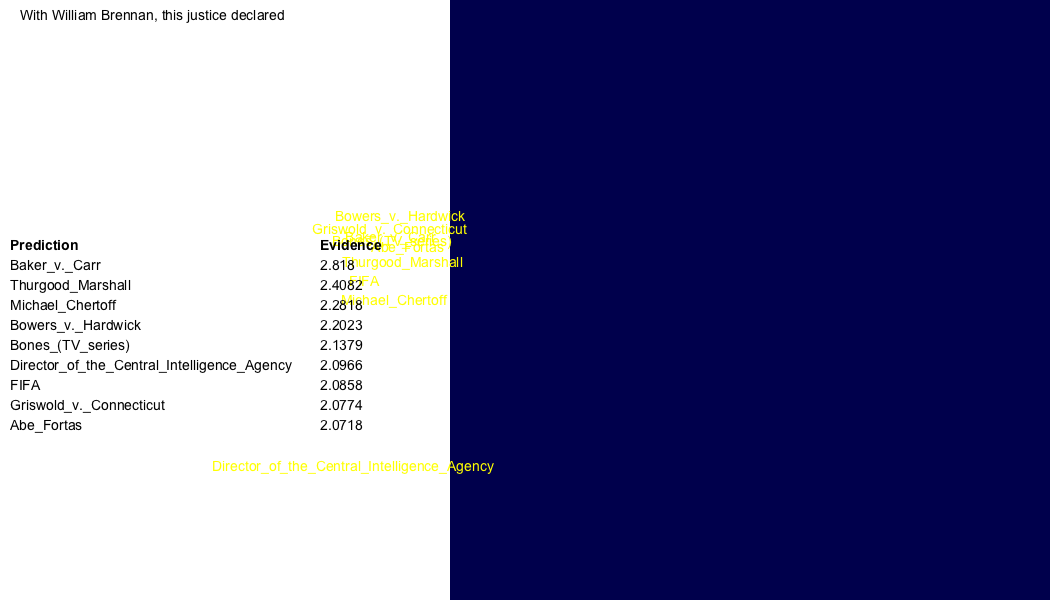 With William Brennan, this justice declared
Bowers_v._Hardwick
Griswold_v._Connecticut
Prediction Evidence
Baker_v._Carr 2.818
Thurgood_Marshall
Thurgood_Marshall 2.4082
FIFA
Michael_Chertoff 2.2818
Michael_Chertoff
Bowers_v._Hardwick 2.2023
Bones_(TV_series) 2.1379
Director_of_the_Central_Intelligence_Agency 2.0966
FIFA 2.0858
Griswold_v._Connecticut 2.0774
Abe_Fortas 2.0718
Director_of_the_Central_Intelligence_Agency